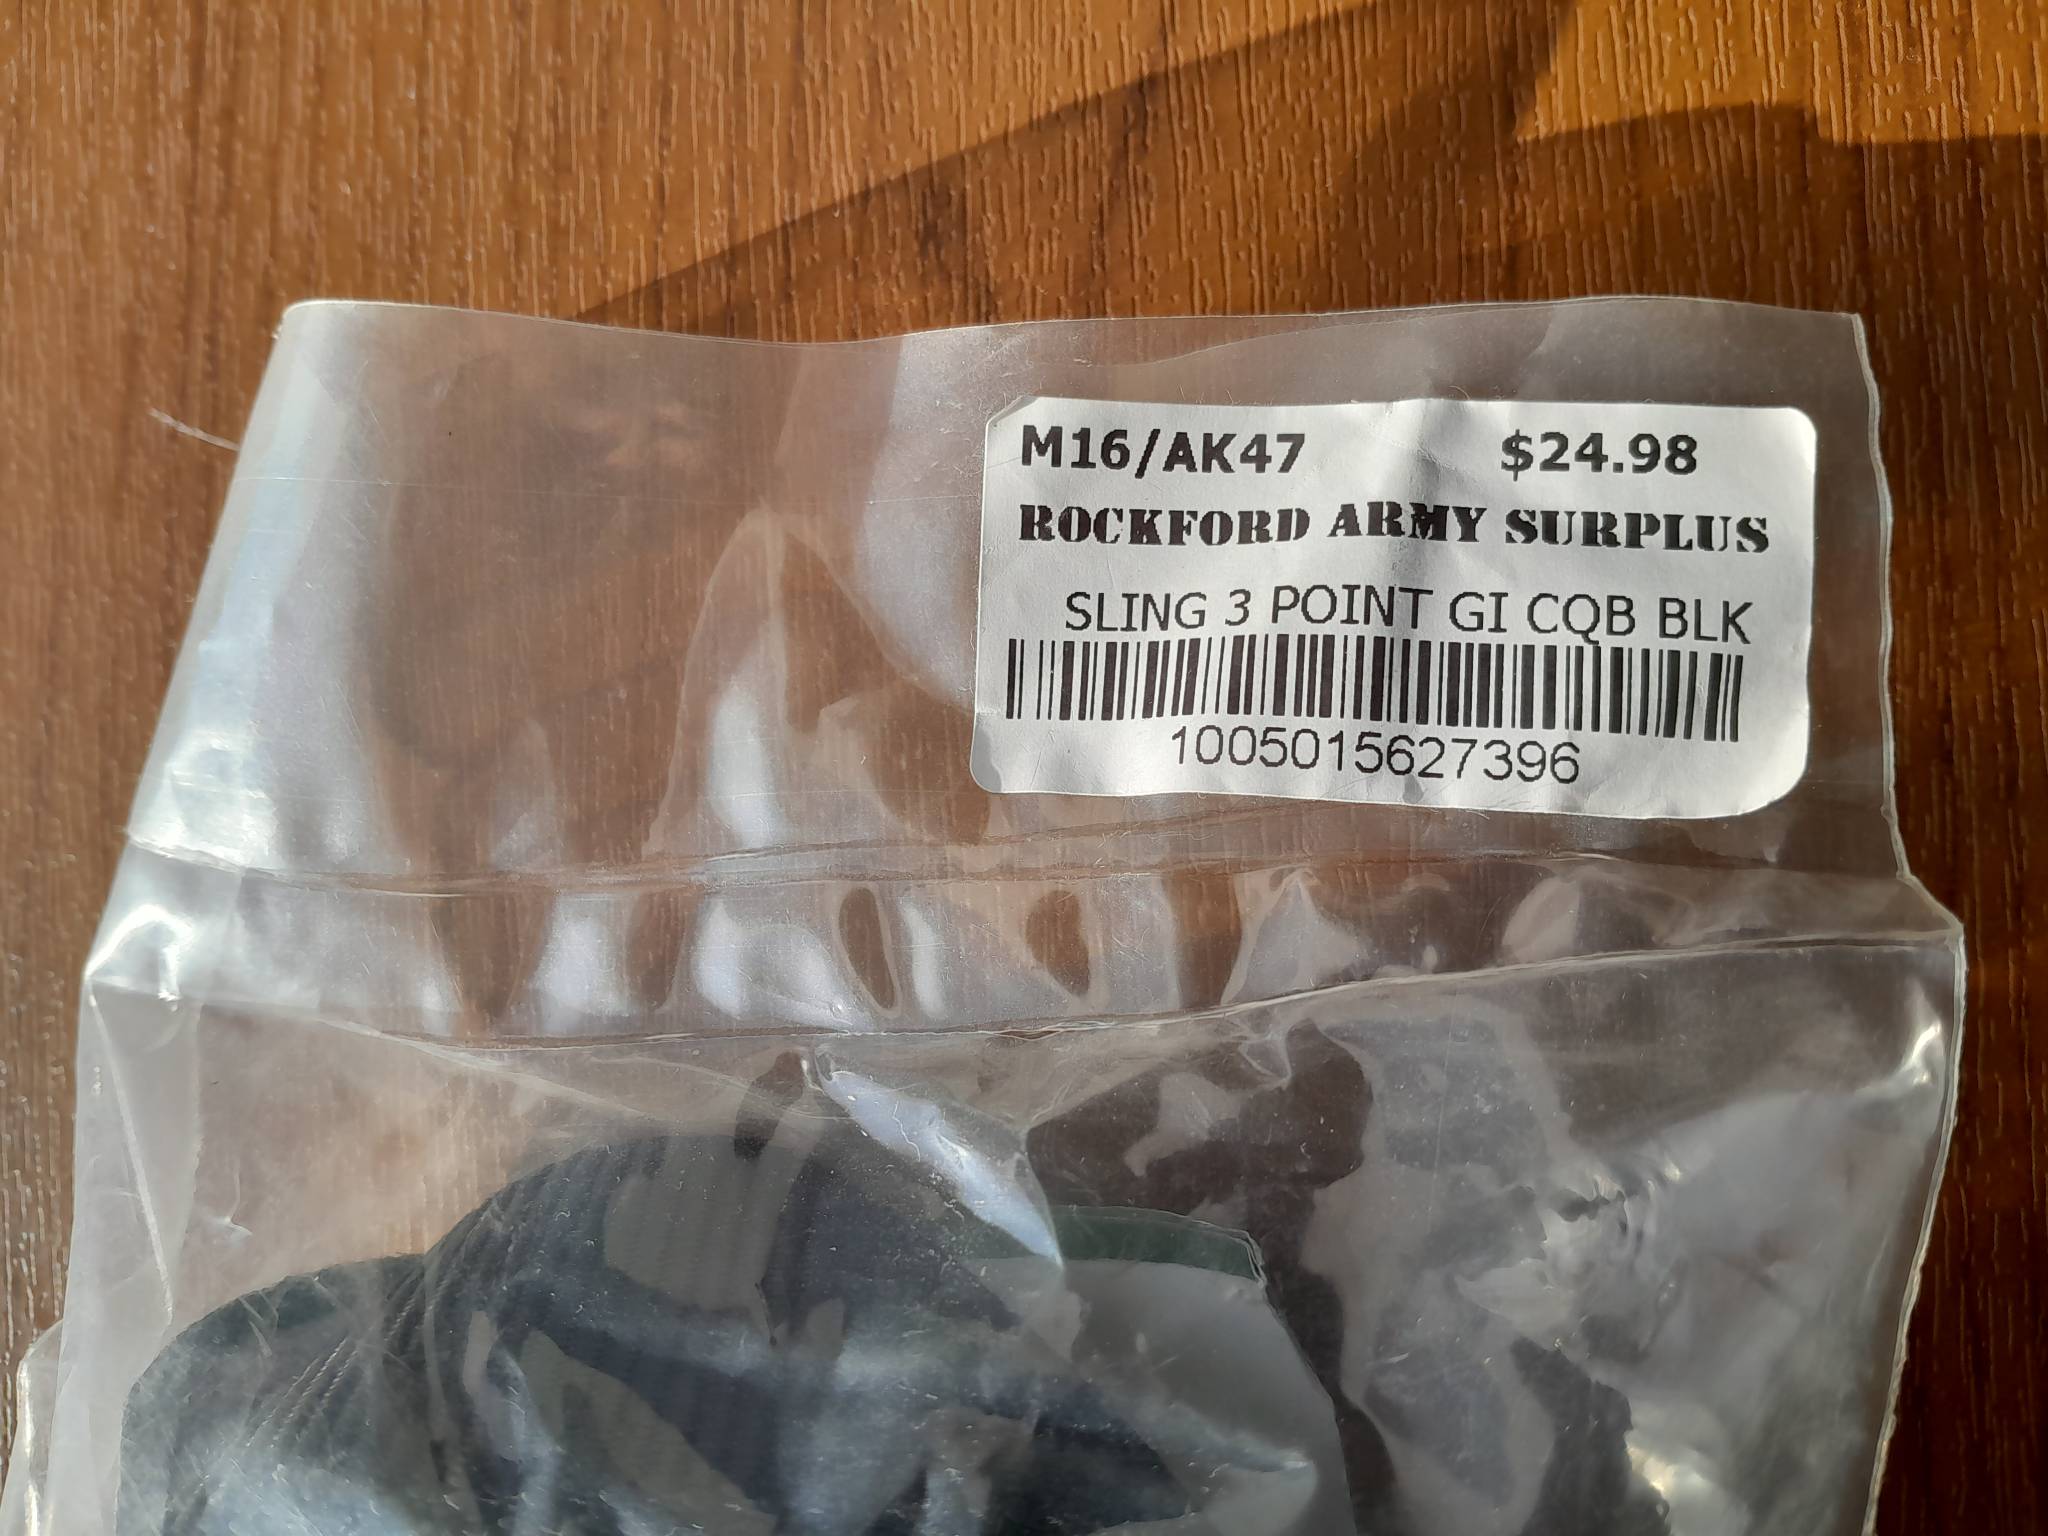 M16/AK47 $24.98
ROCKFORD ARMY SURPLUS
SLING 3 POINT GI CQB BLK
1005015627396